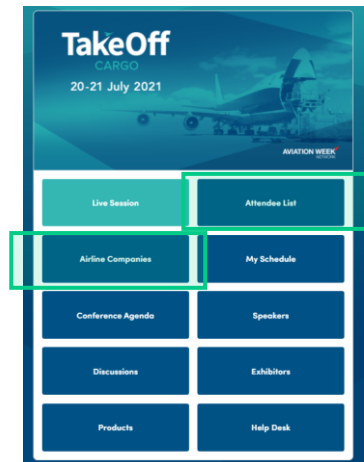 TakeOff
CARGO
20-21 July 2021
AVIATION WEEK
NETWORK
Live Session
Attendee List
Airline Companies
My Schedule
Conference Agenda
Speakers
Discussions
Exhibitors
Products
Help Desk